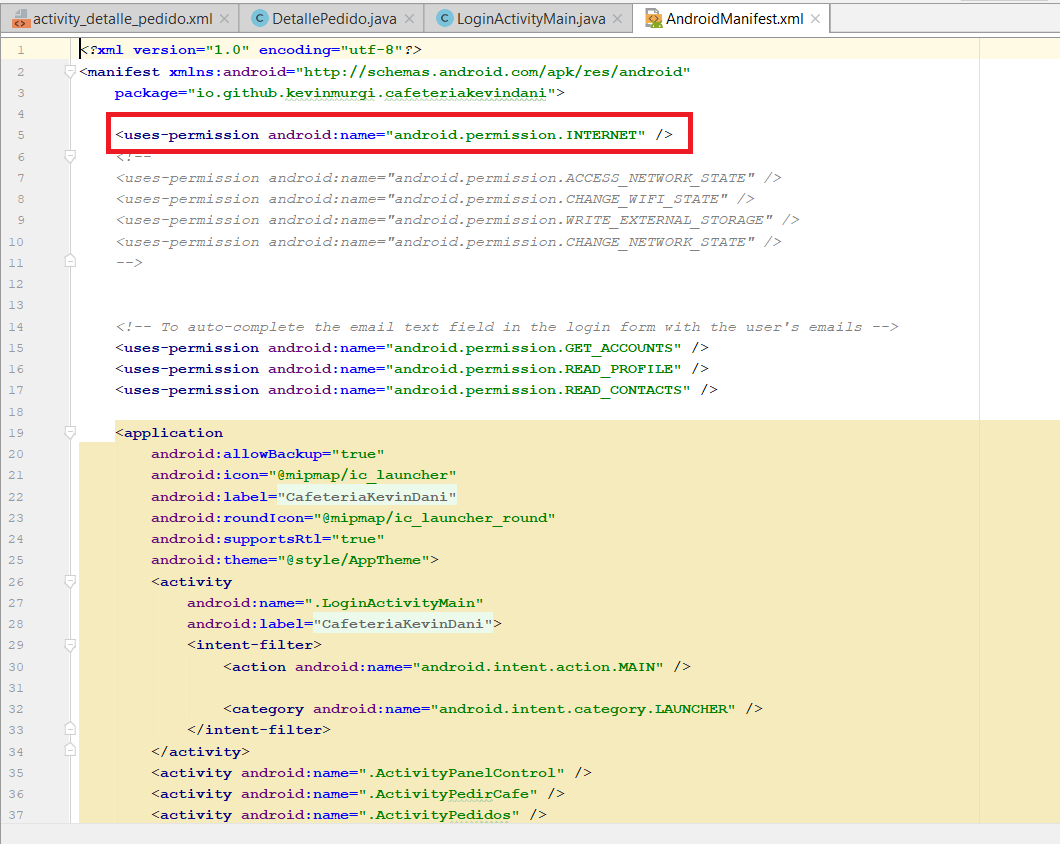 activity_detalle_pedido.xml DetallePedido.java LoginActivityMain.java AndroidManifest.xml
1 <?xml version="1.0" encoding="utf-8"?>
2 <manifest xmlns:android="http://schemas.android.com/apk/res/android"
3 package="io.github.kevinmurgi.cafeteriakevindani">
4
5 <uses-permission android:name="android.permission.INTERNET" />
6 <!--
7 <uses-permission android:name="android.permission.ACCESS_NETWORK_STATE" />
8 <uses-permission android:name="android.permission.CHANGE_WIFI_STATE" />
9 <uses-permission android:name="android.permission.WRITE_EXTERNAL_STORAGE" />
10 <uses-permission android:name="android.permission.CHANGE_NETWORK_STATE" />
11 -->
12
13
14 <!-- To auto-complete the email text field in the login form with the user's emails -->
15 <uses-permission android:name="android.permission.GET_ACCOUNTS" />
16 <uses-permission android:name="android.permission.READ_PROFILE" />
17 <uses-permission android:name="android.permission.READ_CONTACTS" />
18
19 <application
20 android:allowBackup="true"
21 android:icon="@mipmap/ic_launcher"
22 android:label="CafeteriaKevinDani"
23 android:roundIcon="@mipmap/ic_launcher_round"
24 android:supportsRtl="true"
25 android:theme="@style/AppTheme">
26 <activity
27 android:name=".LoginActivityMain"
28 android:label="CafeteriaKevinDani">
29 <intent-filter>
30 <action android:name="android.intent.action.MAIN" />
31
32 <category android:name="android.intent.category.LAUNCHER" />
33 </intent-filter>
34 </activity>
35 <activity android:name=".ActivityPanelControl" />
36 <activity android:name=".ActivityPedirCafe" />
37 <activity android:name=".ActivityPedidos" />